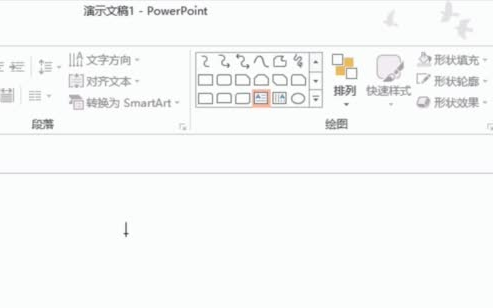 演示文稿1 - PowerPoint
文字方向
对齐文本
转换为 SmartArt
段落
排列
快速样式
形状填充
形状轮廓
形状效果
绘图